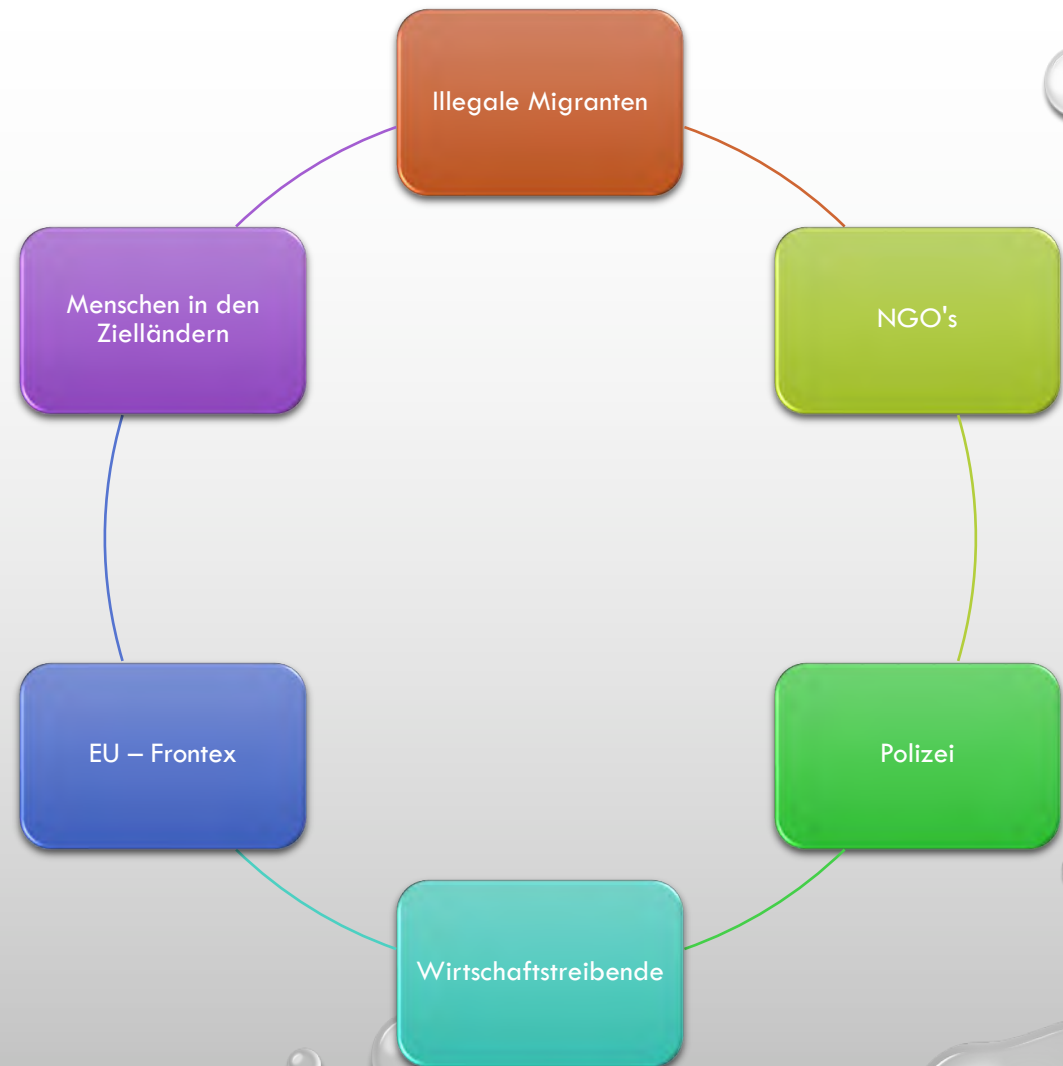 Illegale Migranten
NGO's
Polizei
Wirtschaftstreibende
EU – Frontex
Menschen in den
Zielländern